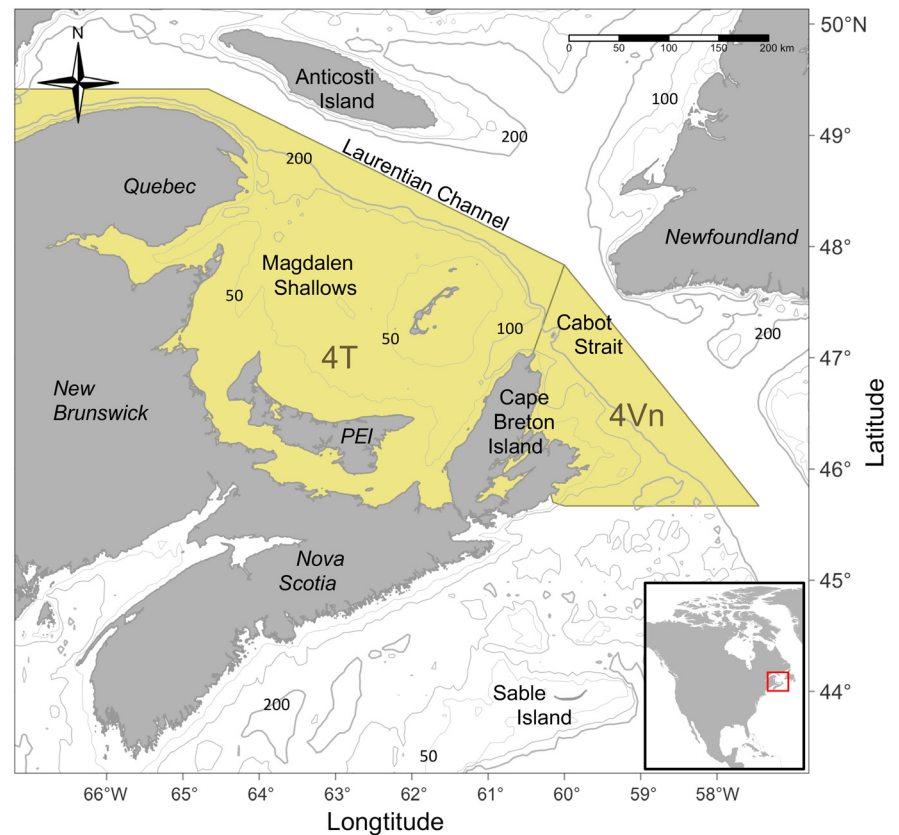 N
0 50 100 150 200 km
50°N
Anticosti
Island
100
200
49°
Laurentian Channel
200
Quebec
Newfoundland
48°
Magdalen
Shallows
50
100
50
Cabot
Strait
200
4T
47°
New
Brunswick
Cape
Breton
Island
4Vn
PEI
46°
Latitude
Nova
Scotia
45°
Sable
Island
200
44°
50
66°W 65° 64° 63° 62° 61° 60° 59° 58°W
Longtitude